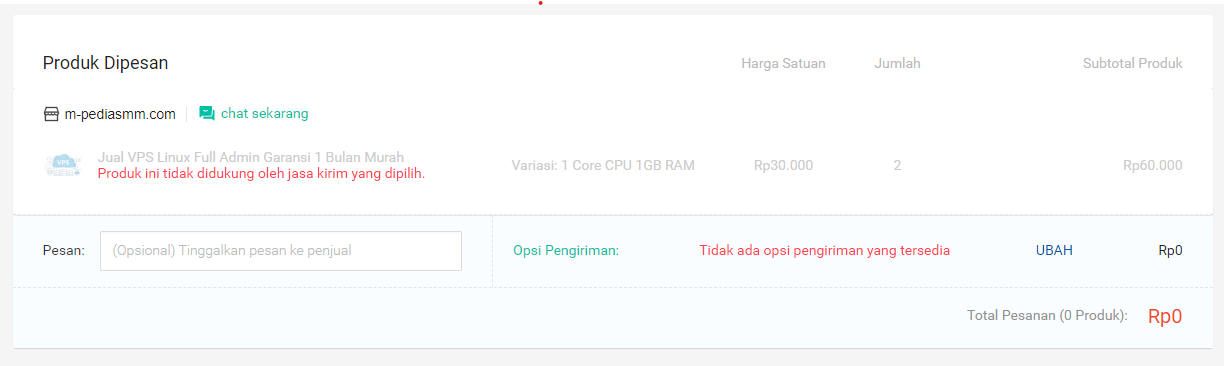 Produk Dipesan Harga Satuan Jumlah Subtotal Produk
m-pediasmm.com chat sekarang
VPS Jual VPS Linux Full Admin Garansi 1 Bulan Murah
Produk ini tidak didukung oleh jasa kirim yang dipilih.
Variasi: 1 Core CPU 1GB RAM Rp30.000 2 Rp60.000
Pesan: (Opsional) Tinggalkan pesan ke penjual Opsi Pengiriman: Tidak ada opsi pengiriman yang tersedia UBAH Rp0
Total Pesanan (0 Produk): Rp0